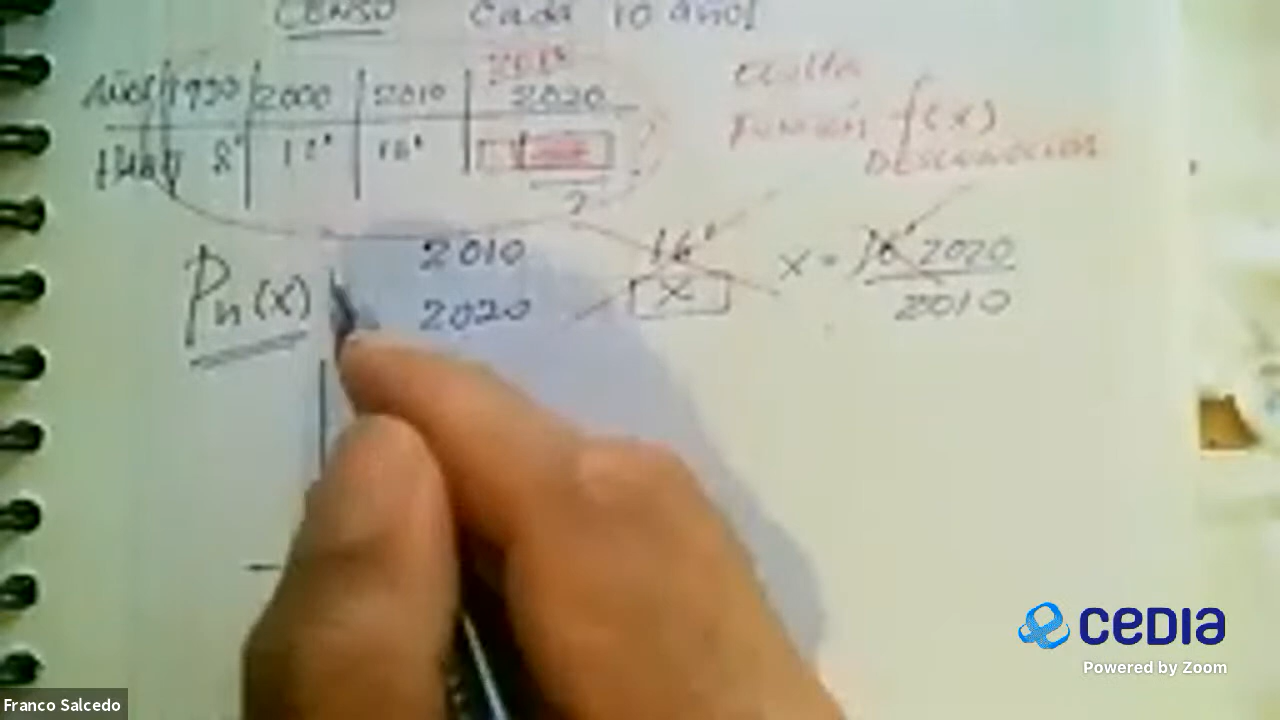 CENSO Cada 10 años
2018
Años 1990 2000 2010 2020
8' 12' 16'
?
oculta
Función f(x)
DESCONOCIDA
2010 16' x = 16' 2020
2020 x 2010
Pn(x)
CEDIA
Powered by Zoom
Franco Salcedo